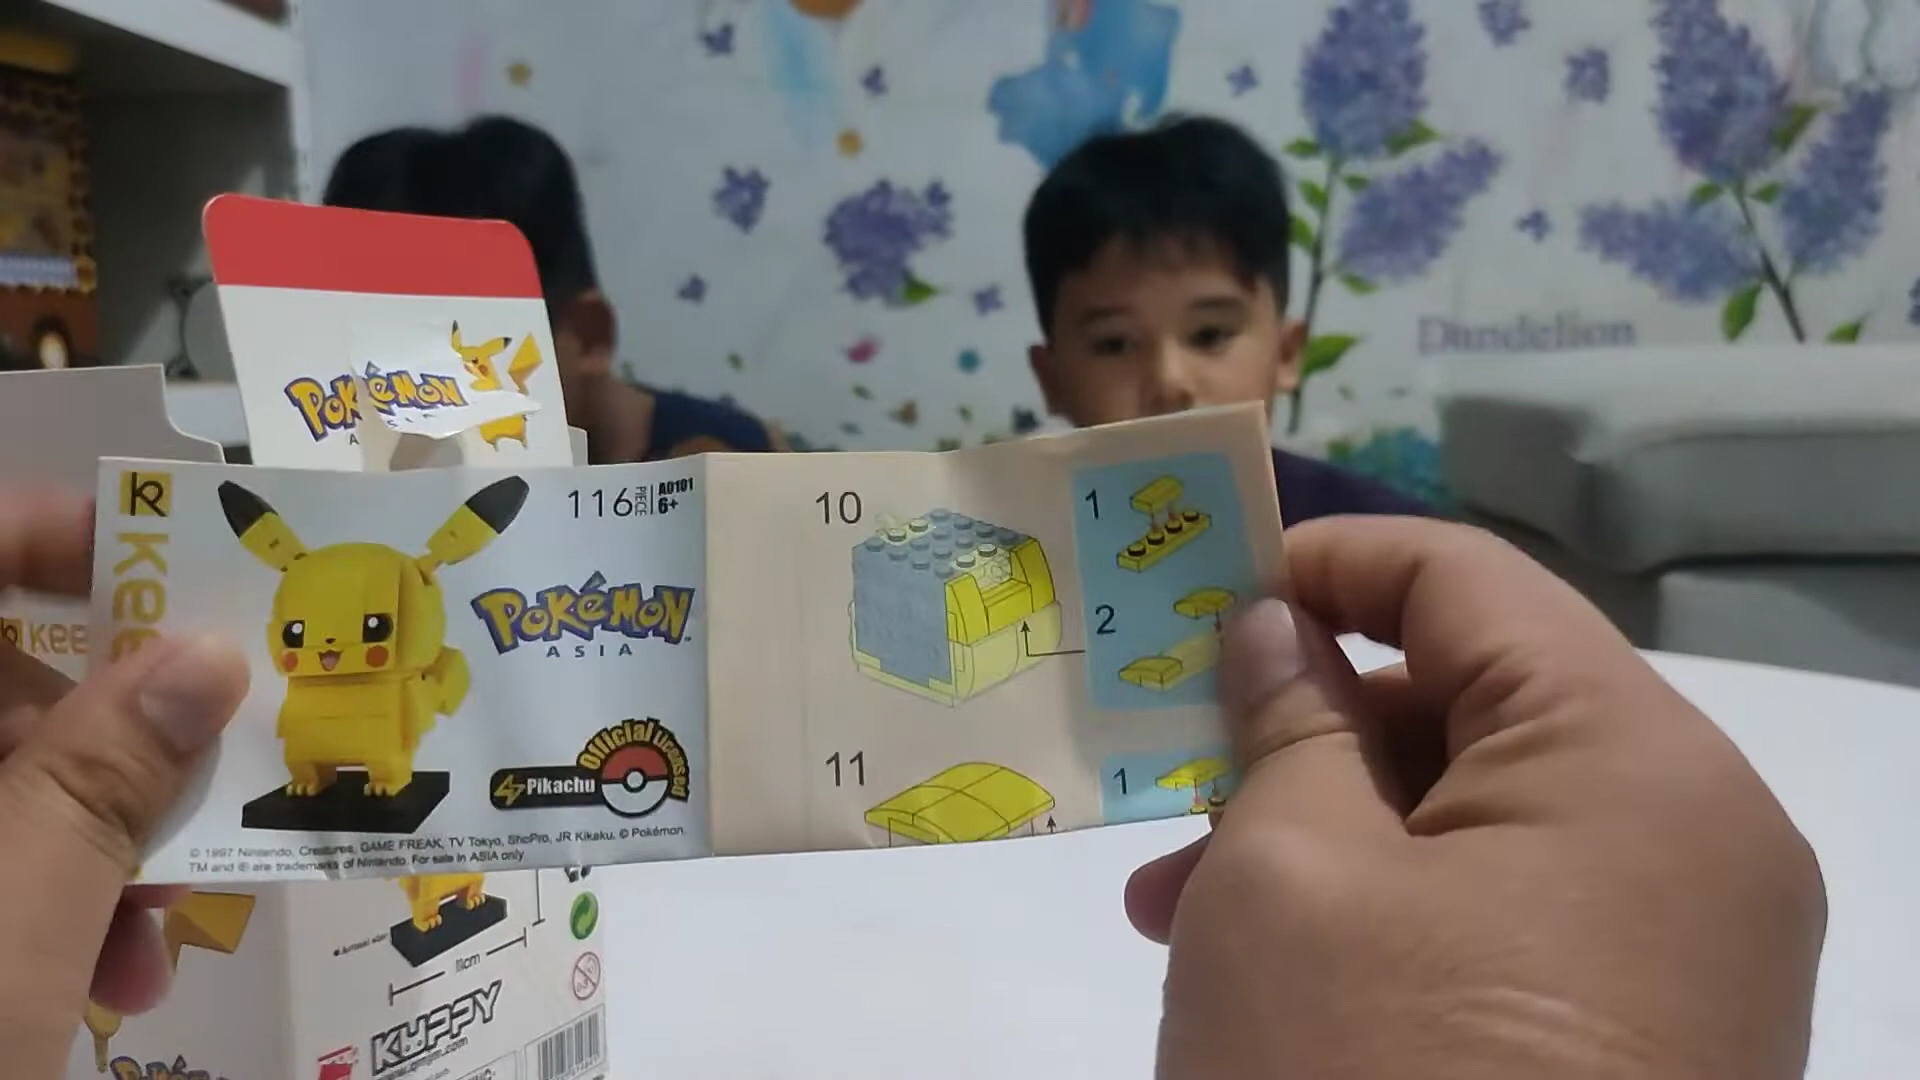 Dandelion
POKéMON
116 PIECE A0101 6+
POKéMON
ASIA
Official Licensed
Pikachu
© 1997 Nintendo, Creatures, GAME FREAK, TV Tokyo, ShoPro, JR Kikaku. © Pokémon.
TM and ® are trademarks of Nintendo. For sale in ASIA only
Kee
10
1
2
11
1
kee
11cm
KUPPY